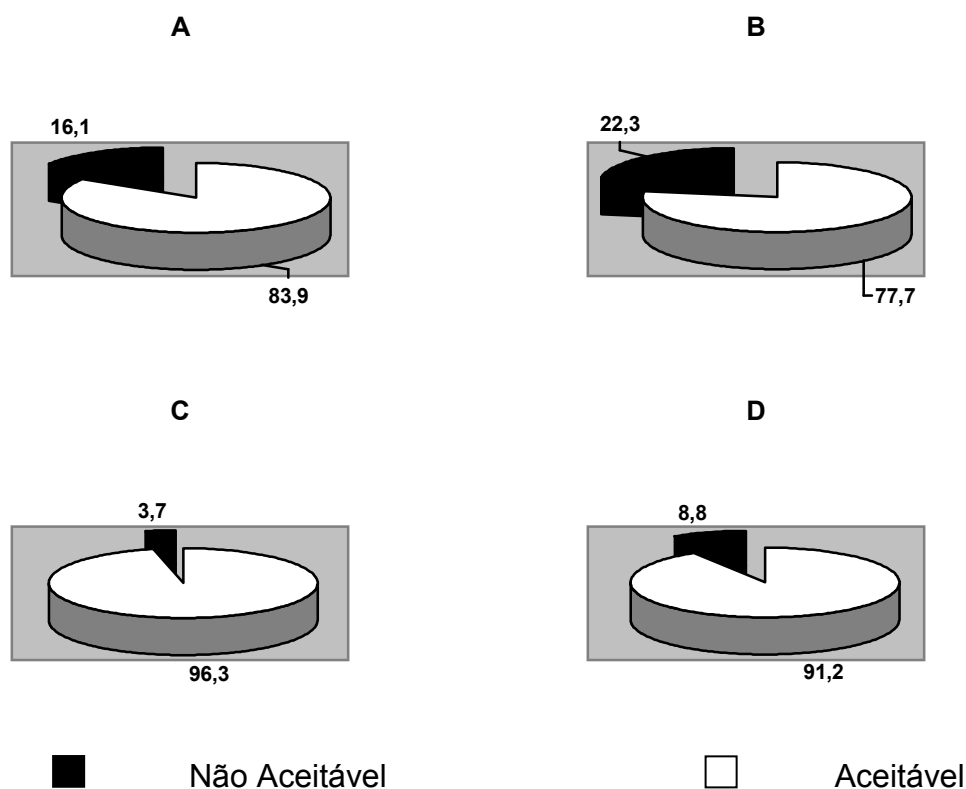 A
B
16,1
22,3
83,9
77,7
C
D
3,7
8,8
96,3
91,2
Não Aceitável
Aceitável